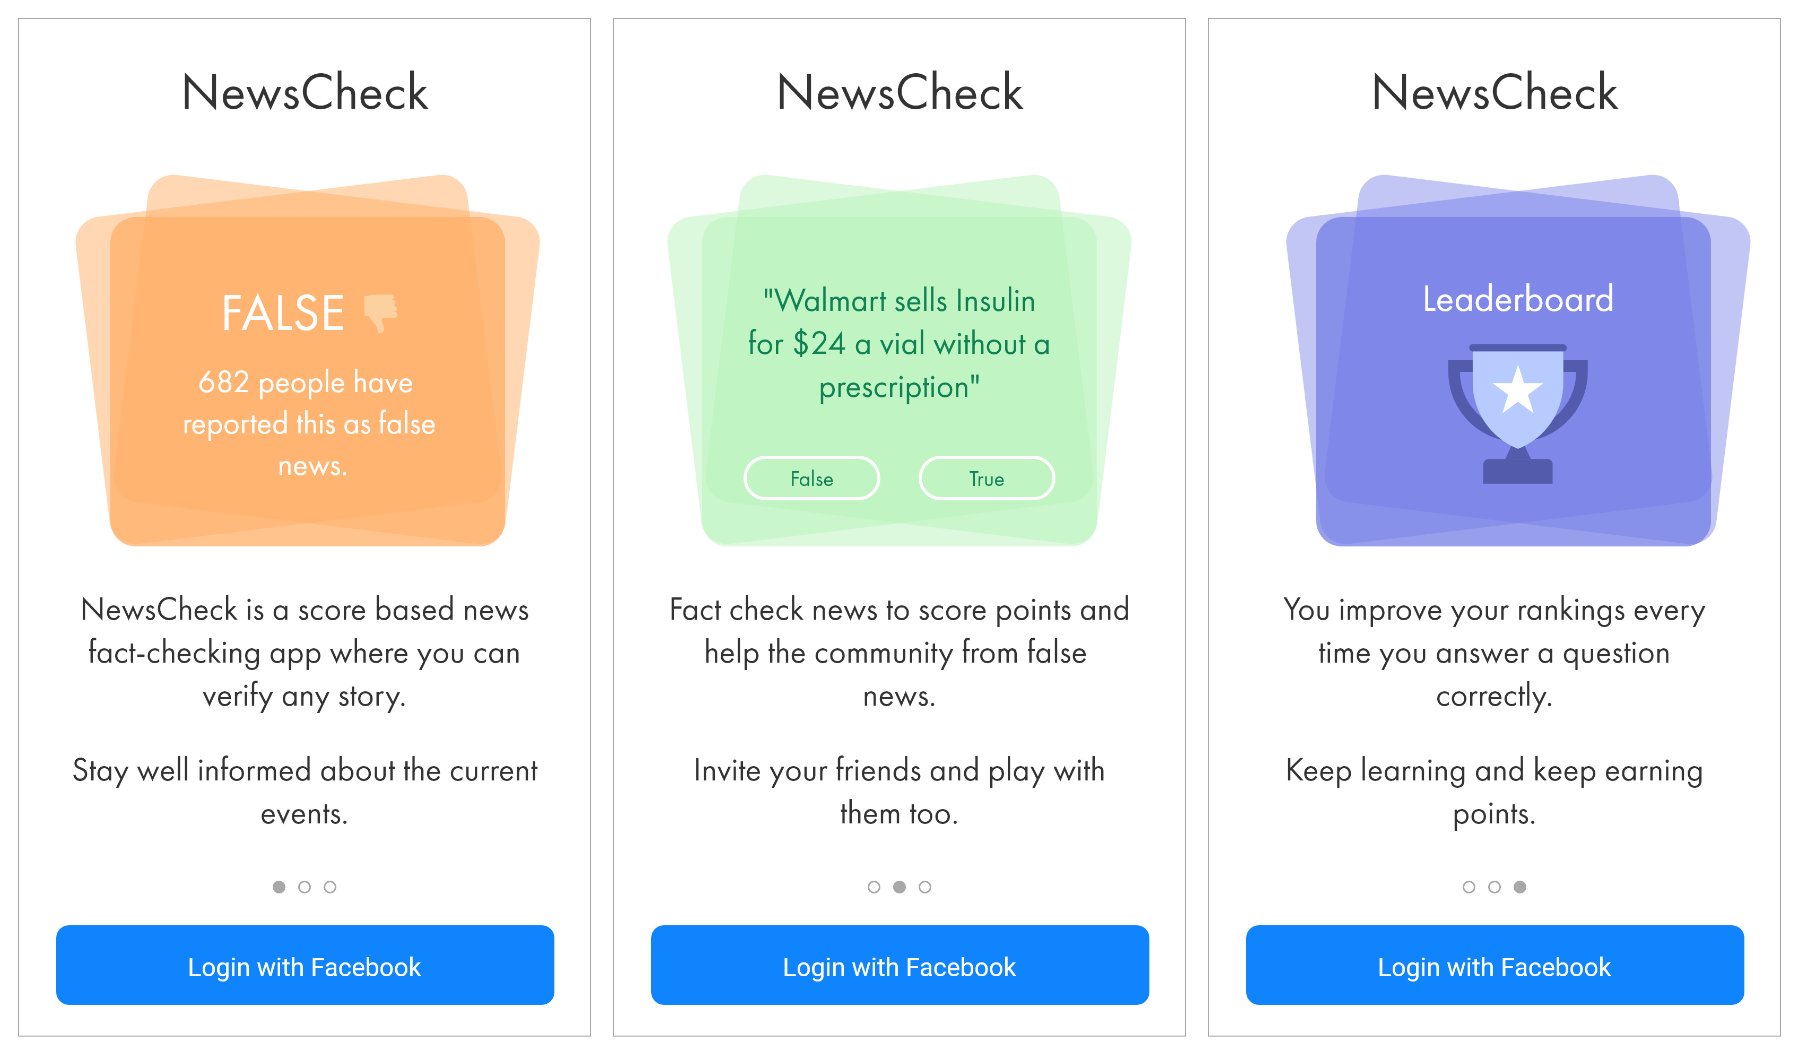 NewsCheck
FALSE
682 people have
reported this as false
news.
NewsCheck is a score based news
fact-checking app where you can
verify any story.
Stay well informed about the current
events.
Login with Facebook
NewsCheck
"Walmart sells Insulin
for $24 a vial without a
prescription"
False True
Fact check news to score points and
help the community from false
news.
Invite your friends and play with
them too.
Login with Facebook
NewsCheck
Leaderboard
You improve your rankings every
time you answer a question
correctly.
Keep learning and keep earning
points.
Login with Facebook